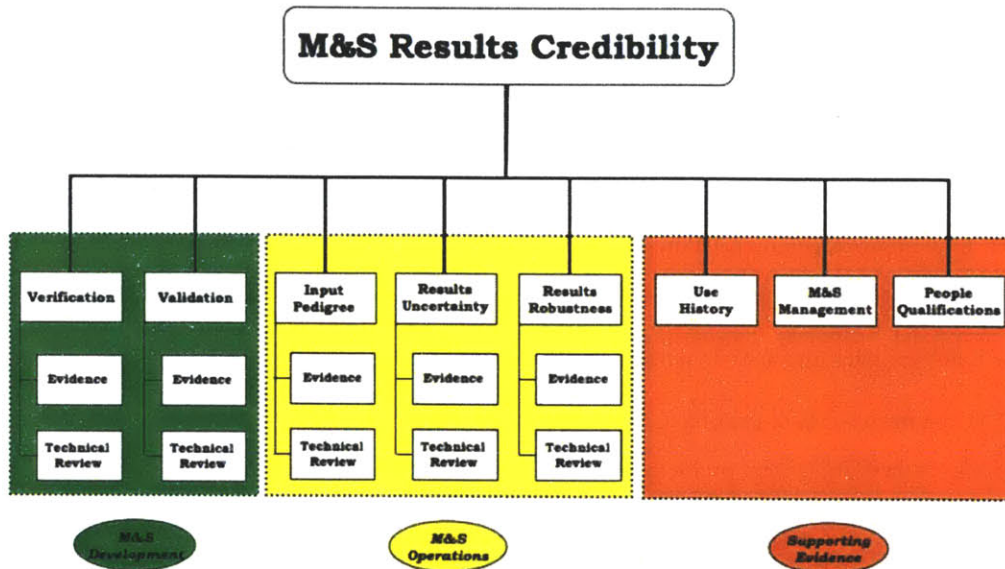 M&S Results Credibility
Verification
Validation
Input
Pedigree
Results
Uncertainty
Results
Robustness
Use
History
M&S
Management
People
Qualifications
Evidence
Evidence
Evidence
Evidence
Evidence
Technical
Review
Technical
Review
Technical
Review
Technical
Review
Technical
Review
M&S
Development
M&S
Operations
Supporting
Evidence